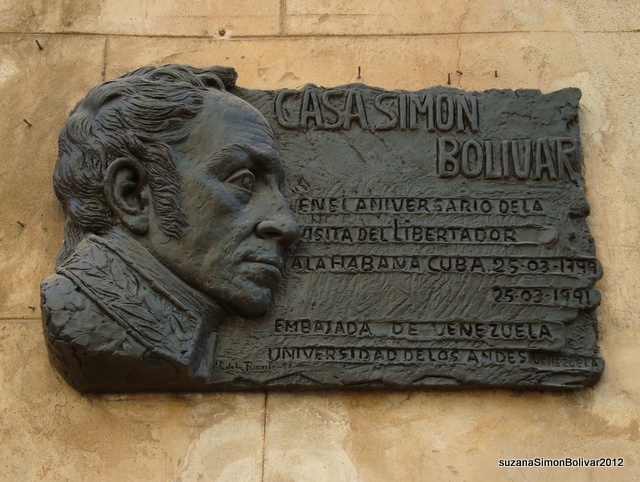 CASA SIMON
BOLIVAR
EN EL ANIVERSARIO DE LA
VISITA DEL LIBERTADOR
A LA HABANA CUBA. 25-03-1799
25-03-1991
EMBAJADA DE VENEZUELA
UNIVERSIDAD DE LOS ANDES VENEZUELA
suzanaSimonBolivar2012